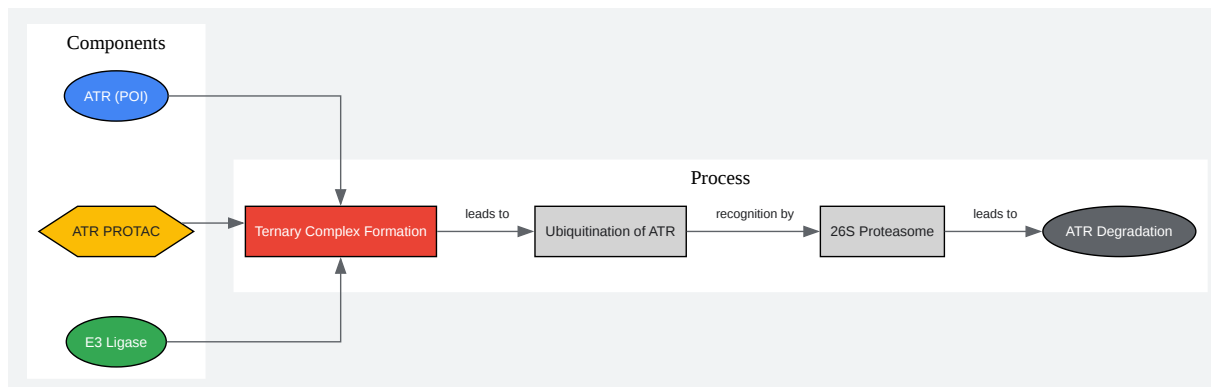 Components
ATR (POI)
Process
ATR PROTAC
Ternary Complex Formation
leads to
Ubiquitination of ATR
recognition by
26S Proteasome
leads to
ATR Degradation
E3 Ligase